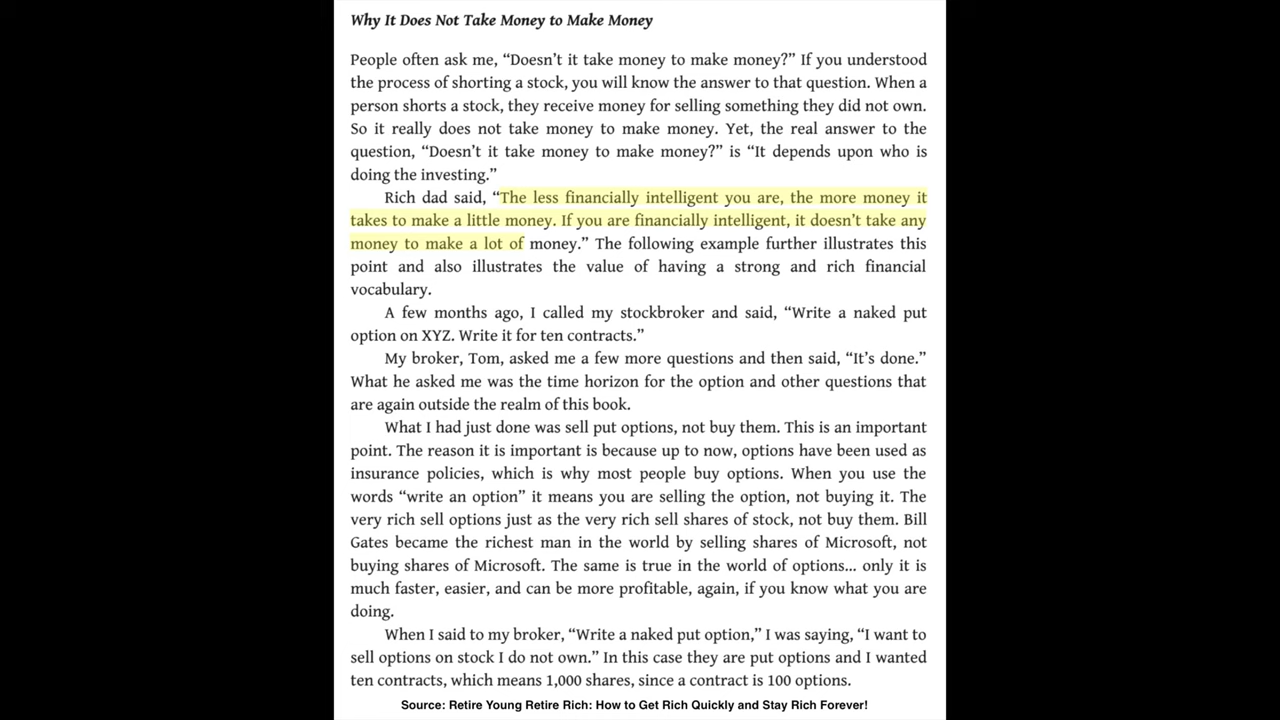 Why It Does Not Take Money to Make Money
People often ask me, “Doesn’t it take money to make money?” If you understood
the process of shorting a stock, you will know the answer to that question. When a
person shorts a stock, they receive money for selling something they did not own.
So it really does not take money to make money. Yet, the real answer to the
question, “Doesn’t it take money to make money?” is “It depends upon who is
doing the investing.”
Rich dad said, “The less financially intelligent you are, the more money it
takes to make a little money. If you are financially intelligent, it doesn’t take any
money to make a lot of money.” The following example further illustrates this
point and also illustrates the value of having a strong and rich financial
vocabulary.
A few months ago, I called my stockbroker and said, “Write a naked put
option on XYZ. Write it for ten contracts.”
My broker, Tom, asked me a few more questions and then said, “It’s done.”
What he asked me was the time horizon for the option and other questions that
are again outside the realm of this book.
What I had just done was sell put options, not buy them. This is an important
point. The reason it is important is because up to now, options have been used as
insurance policies, which is why most people buy options. When you use the
words “write an option” it means you are selling the option, not buying it. The
very rich sell options just as the very rich sell shares of stock, not buy them. Bill
Gates became the richest man in the world by selling shares of Microsoft, not
buying shares of Microsoft. The same is true in the world of options... only it is
much faster, easier, and can be more profitable, again, if you know what you are
doing.
When I said to my broker, “Write a naked put option,” I was saying, “I want to
sell options on stock I do not own.” In this case they are put options and I wanted
ten contracts, which means 1,000 shares, since a contract is 100 options.
Source: Retire Young Retire Rich: How to Get Rich Quickly and Stay Rich Forever!